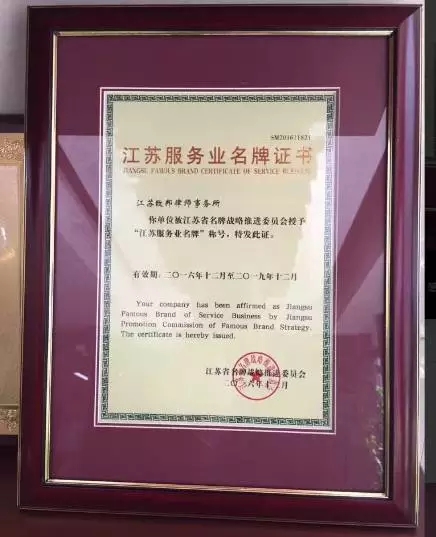 SM201611821
江苏服务业名牌证书
JIANGSU FAMOUS BRAND CERTIFICATE OF SERVICE BUSINESS
江苏致邦律师事务所
你单位被江苏省名牌战略推进委员会授予
“江苏服务业名牌”称号，特发此证。
有效期：二〇一六年十二月至二〇一九年十二月
Your company has been affirmed as Jiangsu
Famous Brand of Service Business by Jiangsu
Promotion Commission of Famous Brand Strategy.
The certificate is hereby issued.
江苏省名牌战略推进委员会
二〇一六年十二月